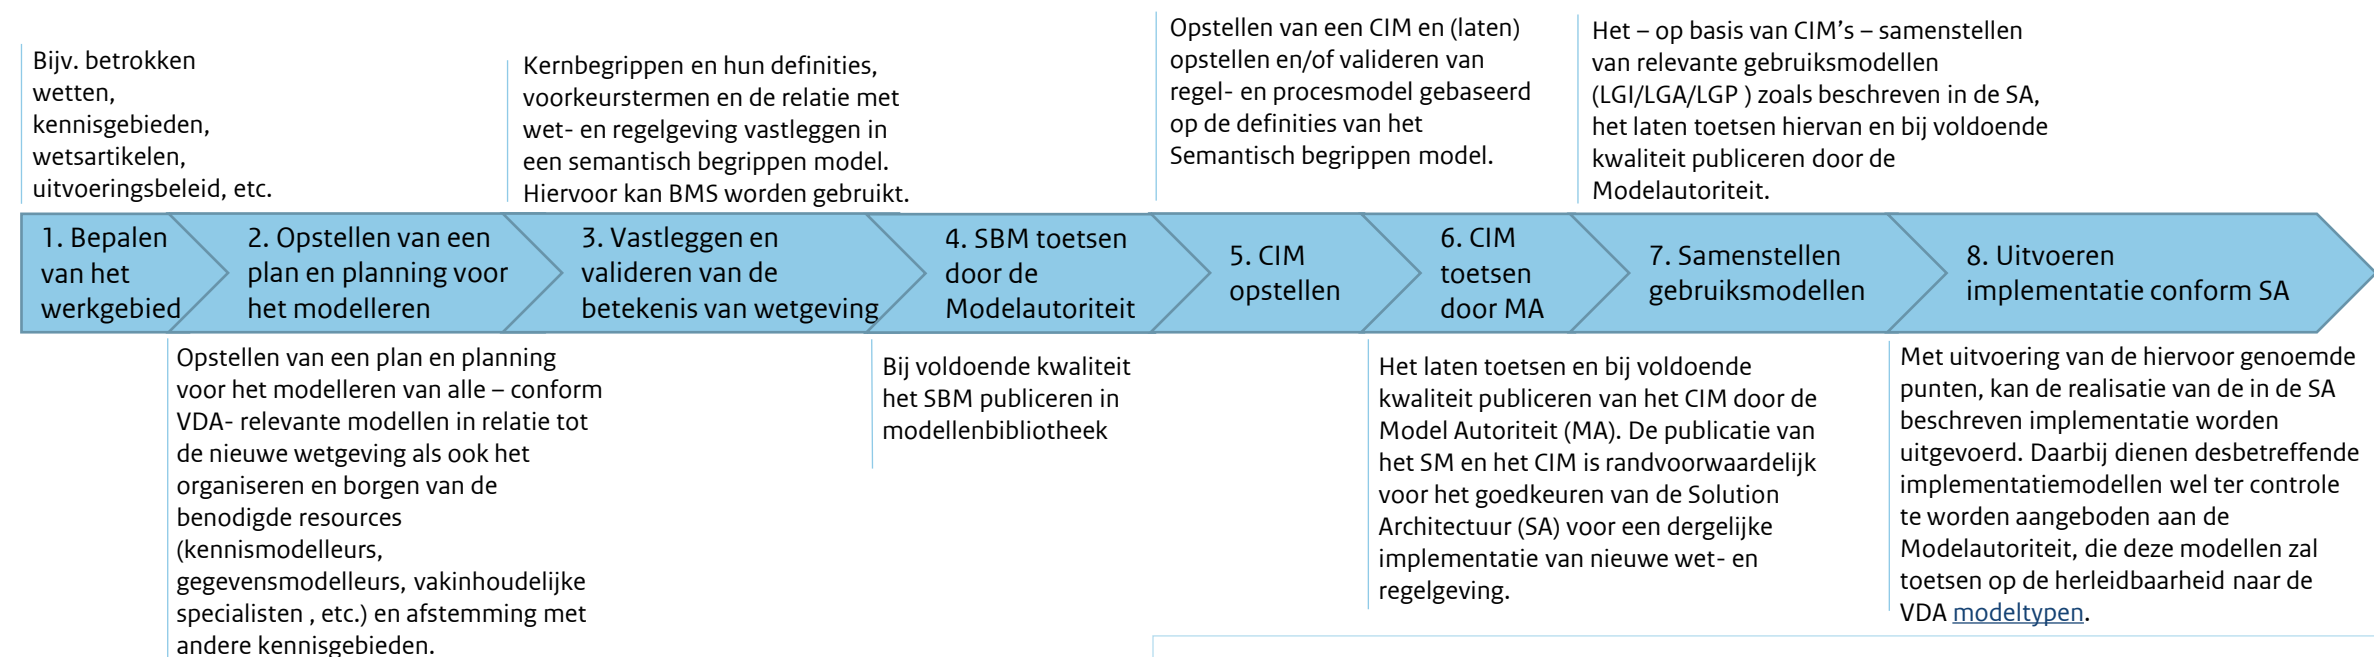 Bijv. betrokken
wetten,
kennisgebieden,
wetsartikelen,
uitvoeringsbeleid, etc.
Kernbegrippen en hun definities,
voorkeurstermen en de relatie met
wet- en regelgeving vastleggen in
een semantisch begrippen model.
Hiervoor kan BMS worden gebruikt.
Opstellen van een CIM en (laten)
opstellen en/of valideren van
regel- en procesmodel gebaseerd
op de definities van het
Semantisch begrippen model.
Het – op basis van CIM’s – samenstellen
van relevante gebruiksmodellen
(LGI/LGA/LGP ) zoals beschreven in de SA,
het laten toetsen hiervan en bij voldoende
kwaliteit publiceren door de
Modelautoriteit.
1. Bepalen
van het
werkgebied
2. Opstellen van een
plan en planning voor
het modelleren
3. Vastleggen en
valideren van de
betekenis van wetgeving
4. SBM toetsen
door de
Modelautoriteit
5. CIM
opstellen
6. CIM
toetsen
door MA
7. Samenstellen
gebruiksmodellen
8. Uitvoeren
implementatie conform SA
Opstellen van een plan en planning
voor het modelleren van alle – conform
VDA- relevante modellen in relatie tot
de nieuwe wetgeving als ook het
organiseren en borgen van de
benodigde resources
(kennismodelleurs,
gegevensmodelleurs, vakinhoudelijke
specialisten , etc.) en afstemming met
andere kennisgebieden.
Bij voldoende kwaliteit
het SBM publiceren in
modellenbibliotheek
Het laten toetsen en bij voldoende
kwaliteit publiceren van het CIM door de
Model Autoriteit (MA). De publicatie van
het SM en het CIM is randvoorwaardelijk
voor het goedkeuren van de Solution
Architectuur (SA) voor een dergelijke
implementatie van nieuwe wet- en
regelgeving.
Met uitvoering van de hiervoor genoemde
punten, kan de realisatie van de in de SA
beschreven implementatie worden
uitgevoerd. Daarbij dienen desbetreffende
implementatiemodellen wel ter controle
te worden aangeboden aan de
Modelautoriteit, die deze modellen zal
toetsen op de herleidbaarheid naar de
VDA modeltypen.